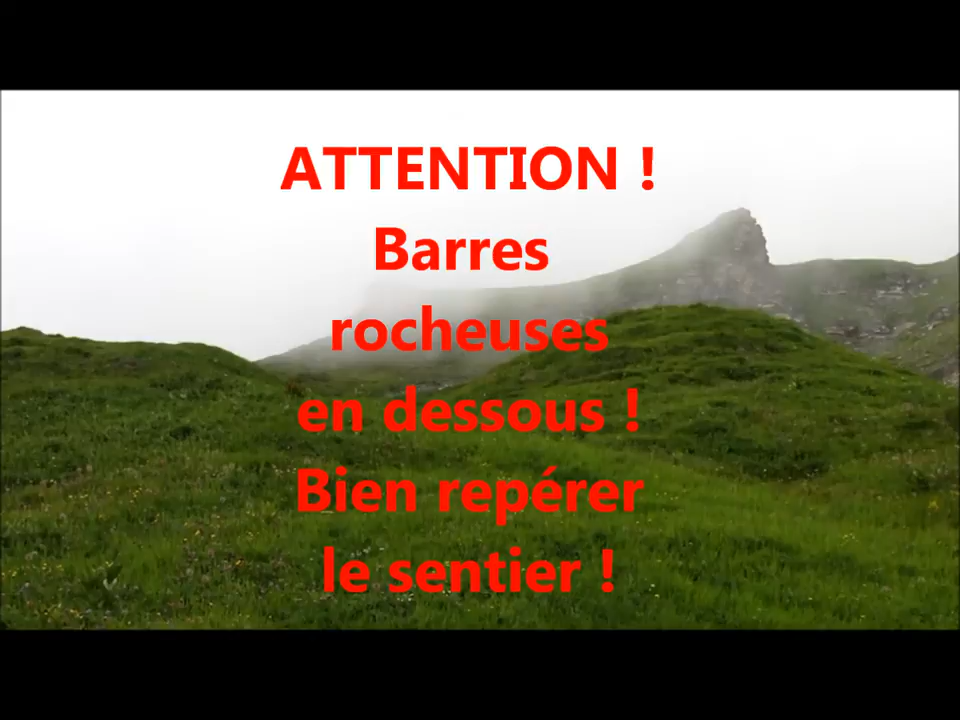 ATTENTION !
Barres
rocheuses
en dessous !
Bien repérer
le sentier !